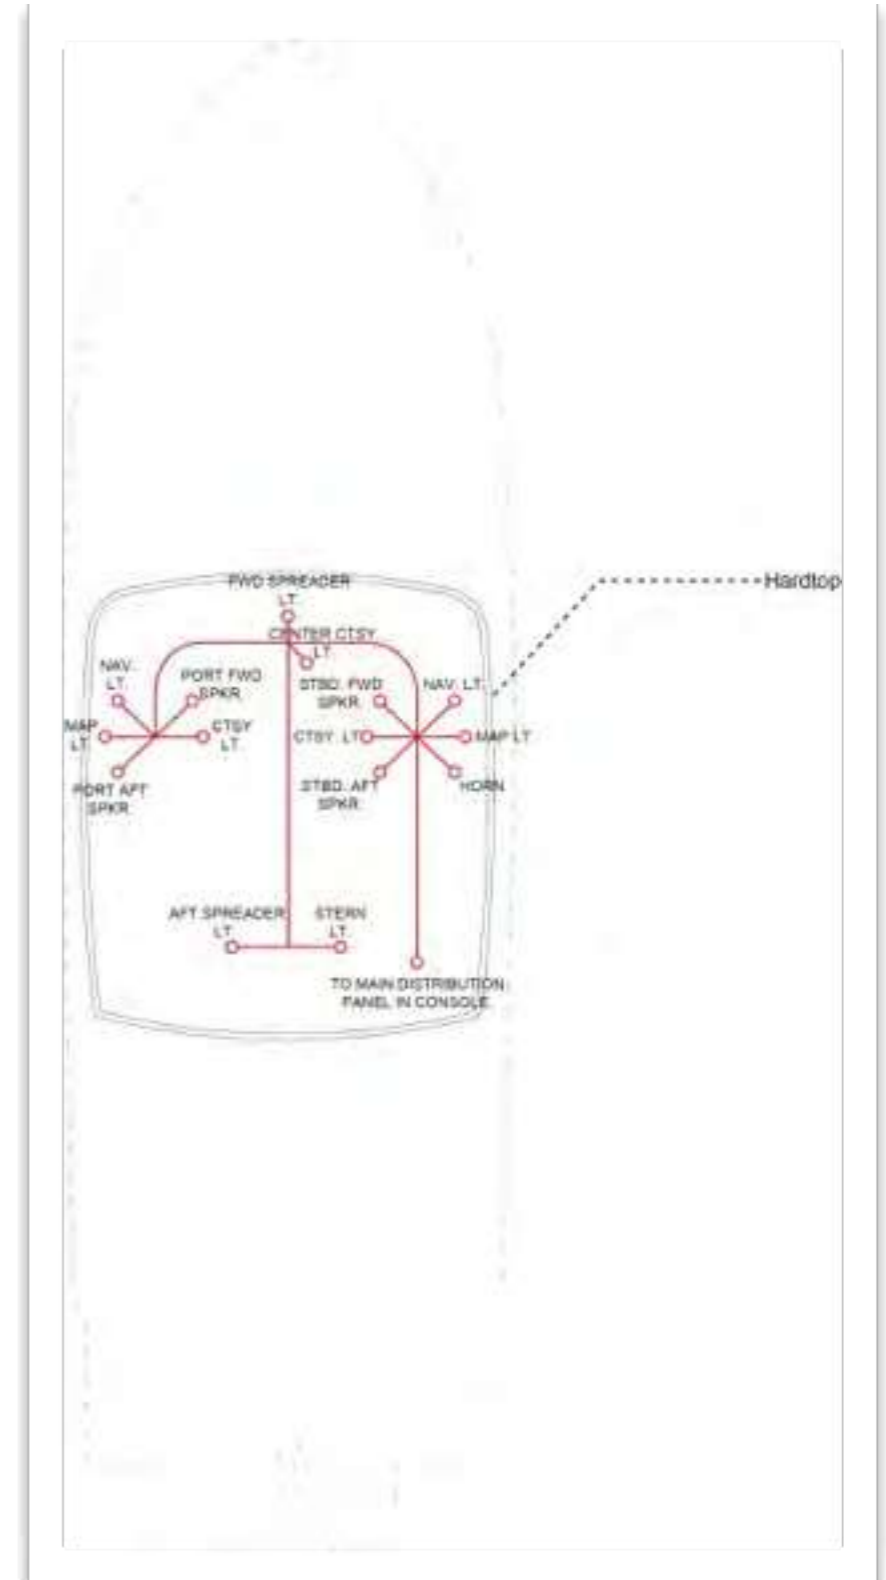 FWD SPREADER
LT.
Hardtop
CENTER CTSY
LT.
NAV.
LT.
PORT FWD
SPKR.
STBD. FWD
SPKR.
NAV. LT.
MAP
LT.
CTSY
LT.
CTSY. LT.
MAP LT.
PORT AFT
SPKR.
STBD. AFT
SPKR.
HORN
AFT SPREADER
LT.
STERN
LT.
TO MAIN DISTRIBUTION
PANEL IN CONSOLE